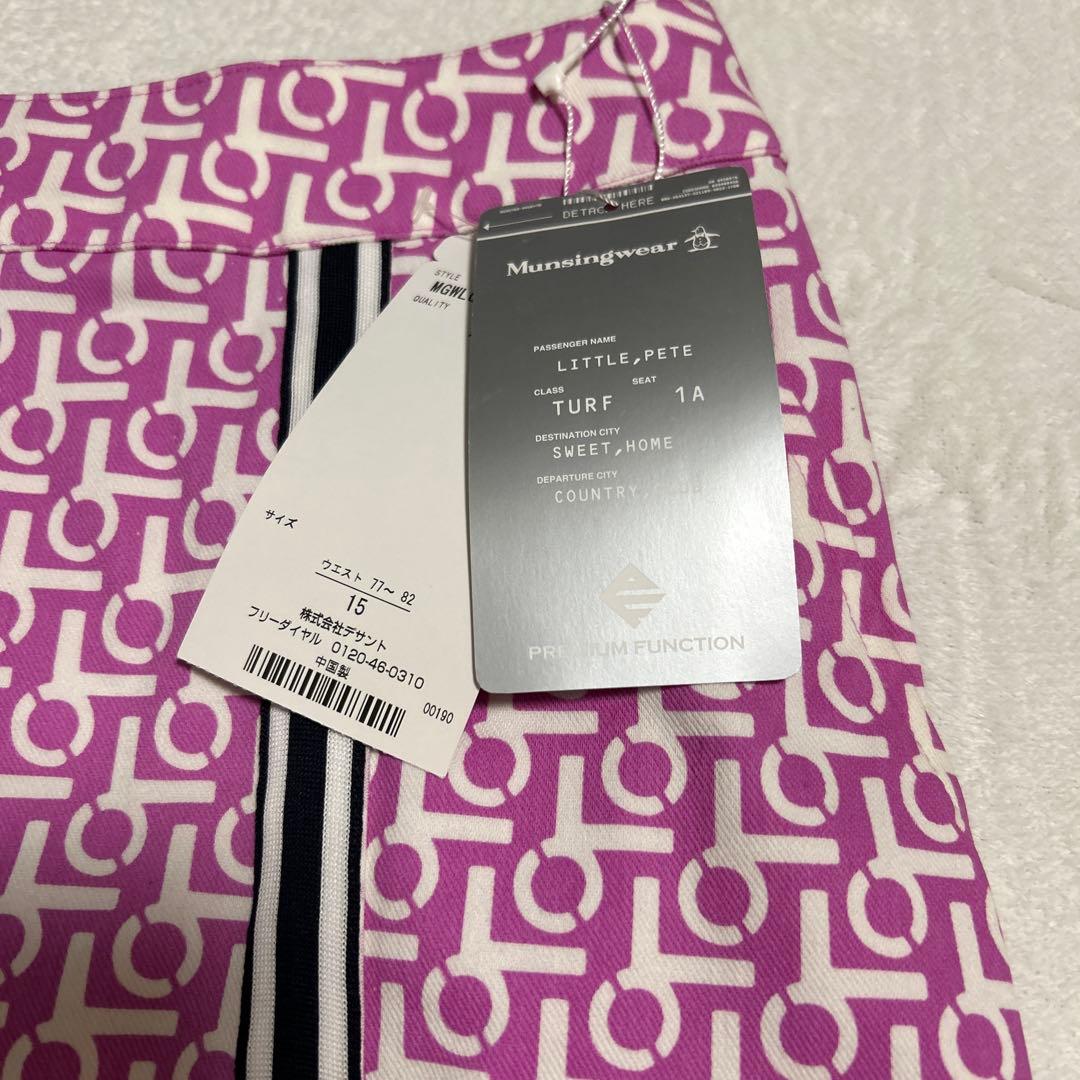 DETACH HERE
Munsingwear
PASSENGER NAME
LITTLE,PETE
CLASS
SEAT
TURF
1A
DESTINATION CITY
SWEET,HOME
DEPARTURE CITY
COUNTRY,
PREMIUM FUNCTION
STYLE
MGWL
QUALITY
サイズ
ウエスト 77〜 82
15
株式会社デサント
フリーダイヤル 0120-46-0310
中国製
00190